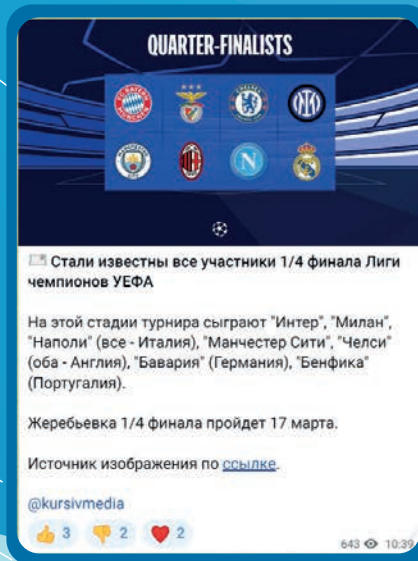 QUARTER-FINALISTS
Стали известны все участники 1/4 финала Лиги
чемпионов УЕФА
На этой стадии турнира сыграют "Интер", "Милан",
"Наполи" (все - Италия), "Манчестер Сити", "Челси"
(оба - Англия), "Бавария" (Германия), "Бенфика"
(Португалия).
Жеребьевка 1/4 финала пройдет 17 марта.
Источник изображения по ссылке.
@kursivmedia
3 2 2
643 10:39